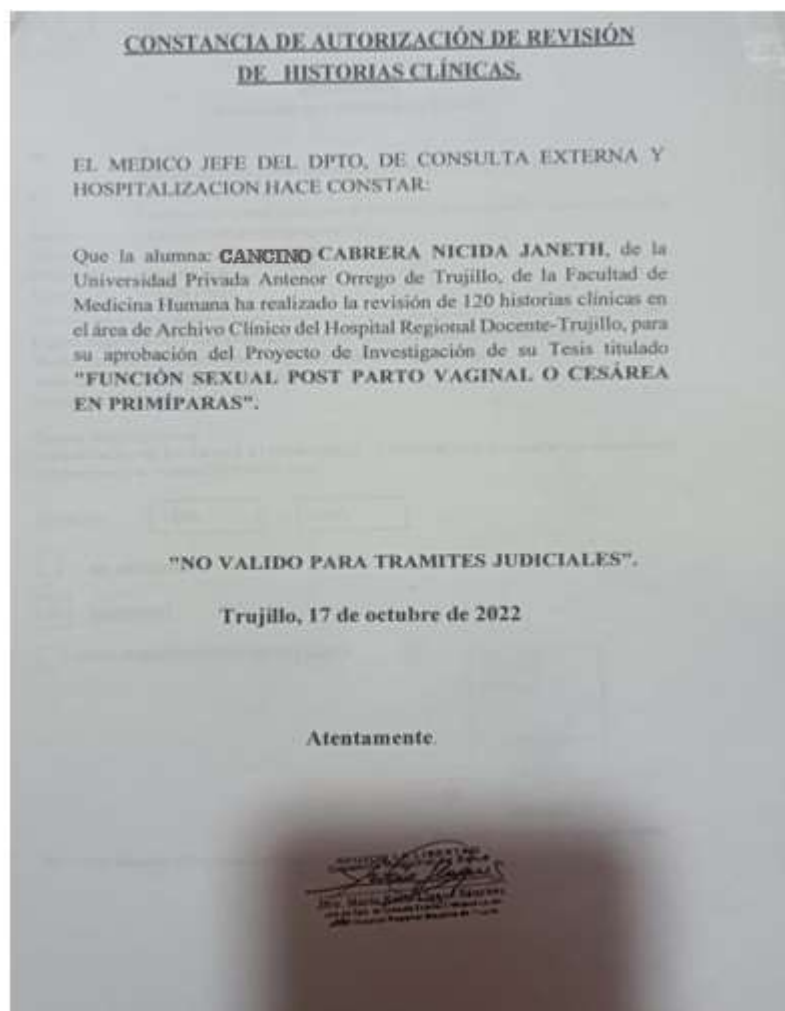 CONSTANCIA DE AUTORIZACIÓN DE REVISIÓN
DE HISTORIAS CLÍNICAS.
EL MEDICO JEFE DEL DPTO, DE CONSULTA EXTERNA Y
HOSPITALIZACION HACE CONSTAR:
Que la alumna: CANCINO CABRERA NICIDA JANETH, de la
Universidad Privada Antenor Orrego de Trujillo, de la Facultad de
Medicina Humana ha realizado la revisión de 120 historias clínicas en
el área de Archivo Clínico del Hospital Regional Docente-Trujillo, para
su aprobación del Proyecto de Investigación de su Tesis titulado
"FUNCIÓN SEXUAL POST PARTO VAGINAL O CESÁREA
EN PRIMÍPARAS".
"NO VALIDO PARA TRAMITES JUDICIALES".
Trujillo, 17 de octubre de 2022
Atentamente.